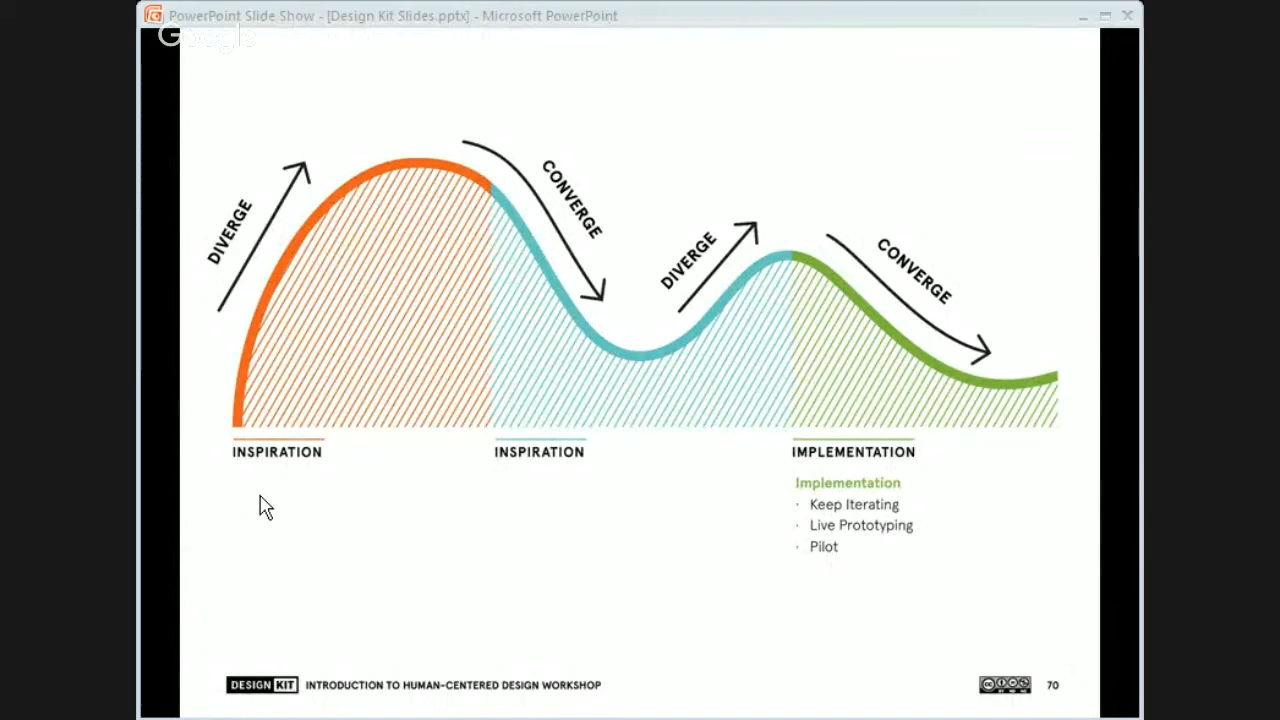 PowerPoint Slide Show - [Design Kit Slides.pptx] - Microsoft PowerPoint
Google
DIVERGE
CONVERGE
DIVERGE
CONVERGE
INSPIRATION
INSPIRATION
IMPLEMENTATION
Implementation
· Keep Iterating
· Live Prototyping
· Pilot
DESIGN KIT INTRODUCTION TO HUMAN-CENTERED DESIGN WORKSHOP
70